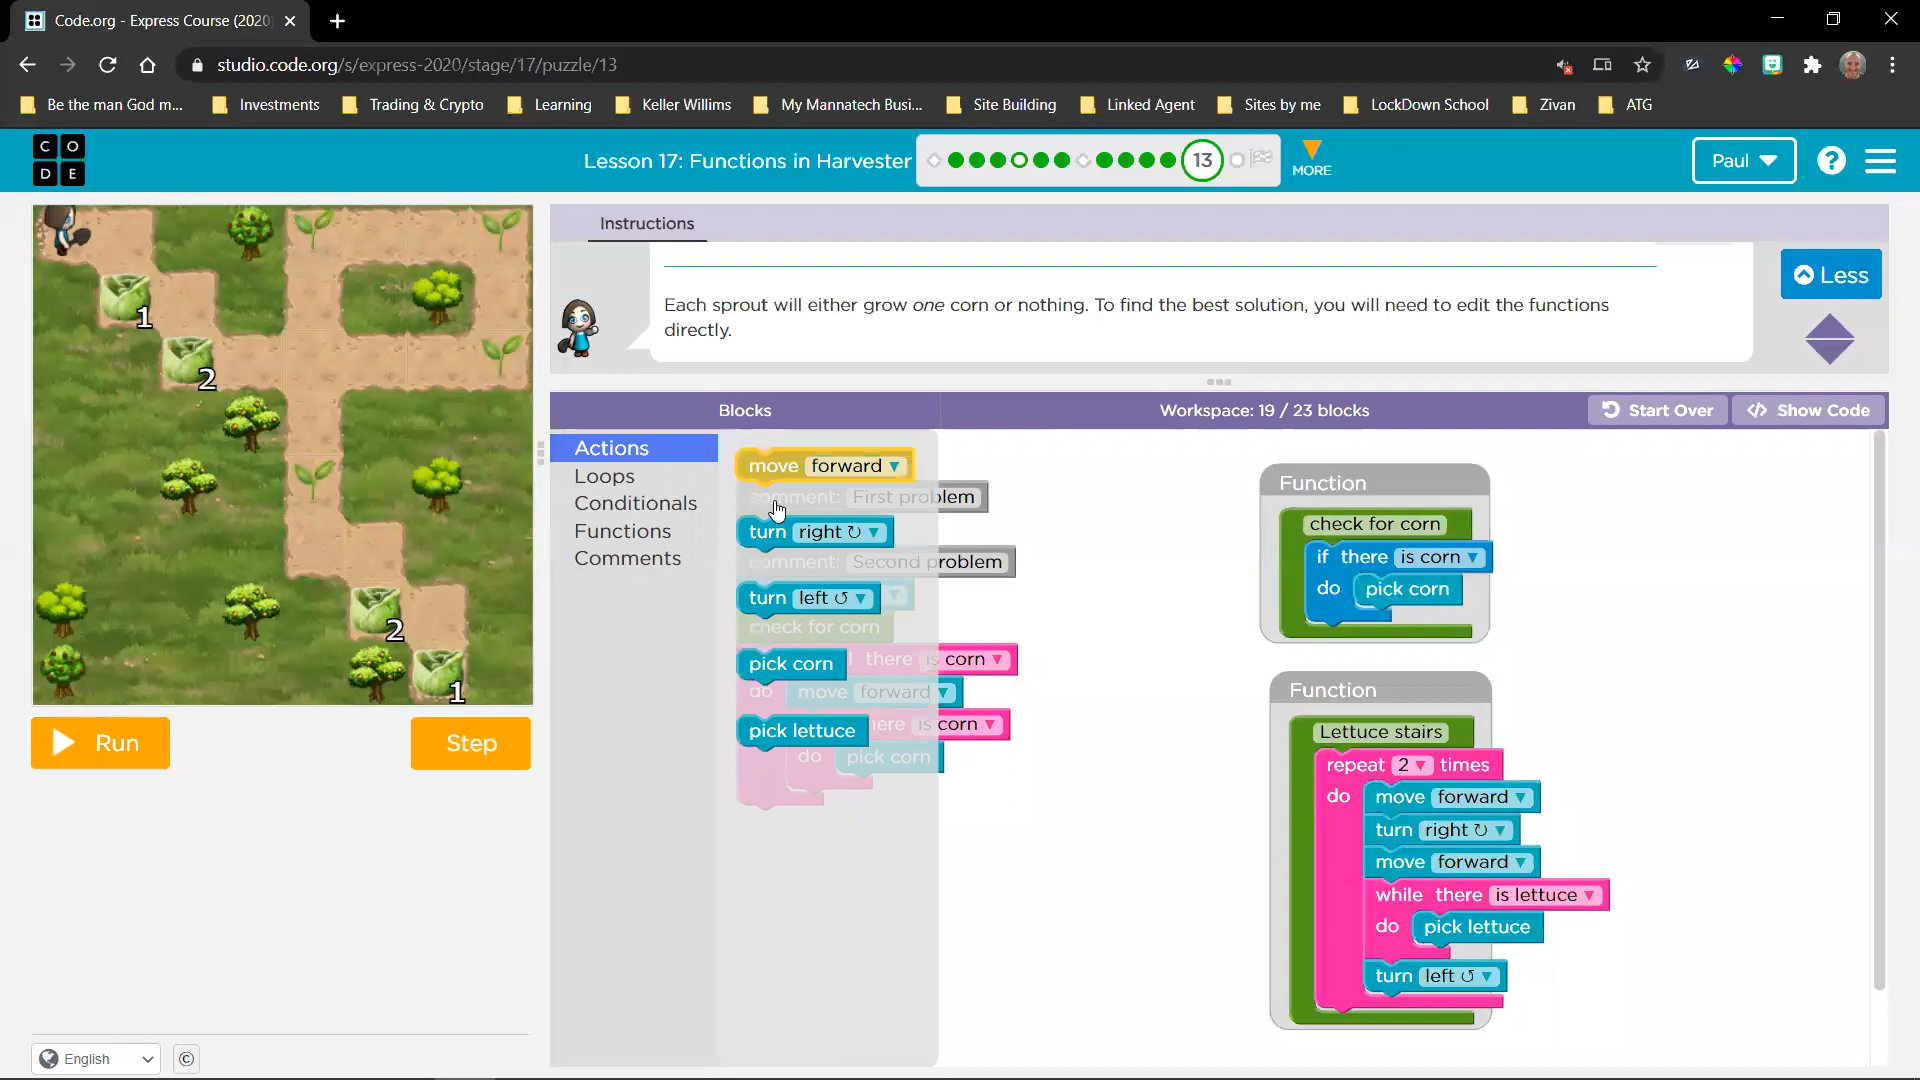 Code.org - Express Course (2020)
studio.code.org/s/express-2020/stage/17/puzzle/13
Be the man God m...
Investments
Trading & Crypto
Learning
Keller Willims
My Mannatech Busi...
Site Building
Linked Agent
Sites by me
LockDown School
Zivan
ATG
C O
D E
Lesson 17: Functions in Harvester
13
MORE
Paul
?
Instructions
Each sprout will either grow one corn or nothing. To find the best solution, you will need to edit the functions
directly.
Less
Blocks
Workspace: 19 / 23 blocks
Start Over
</> Show Code
Actions
Loops
Conditionals
Functions
Comments
move forward
comment: First problem
turn right
comment: Second problem
turn left
check for corn
pick corn
there is corn
do move forward
pick lettuce
here is corn
do pick corn
Function
check for corn
if there is corn
do pick corn
Function
Lettuce stairs
repeat 2 times
do move forward
turn right
move forward
while there is lettuce
do pick lettuce
turn left
1
2
2
1
Run
Step
English
©